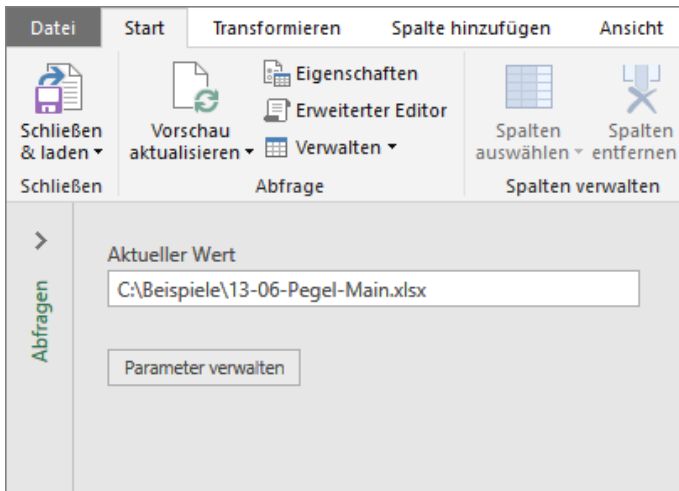 Datei Start Transformieren Spalte hinzufügen Ansicht
Schließen
& laden
Vorschau
aktualisieren
Eigenschaften
Erweiterter Editor
Verwalten
Spalten
auswählen
Spalten
entfernen
Schließen Abfrage Spalten verwalten
Abfragen
Aktueller Wert
C:\Beispiele\13-06-Pegel-Main.xlsx
Parameter verwalten